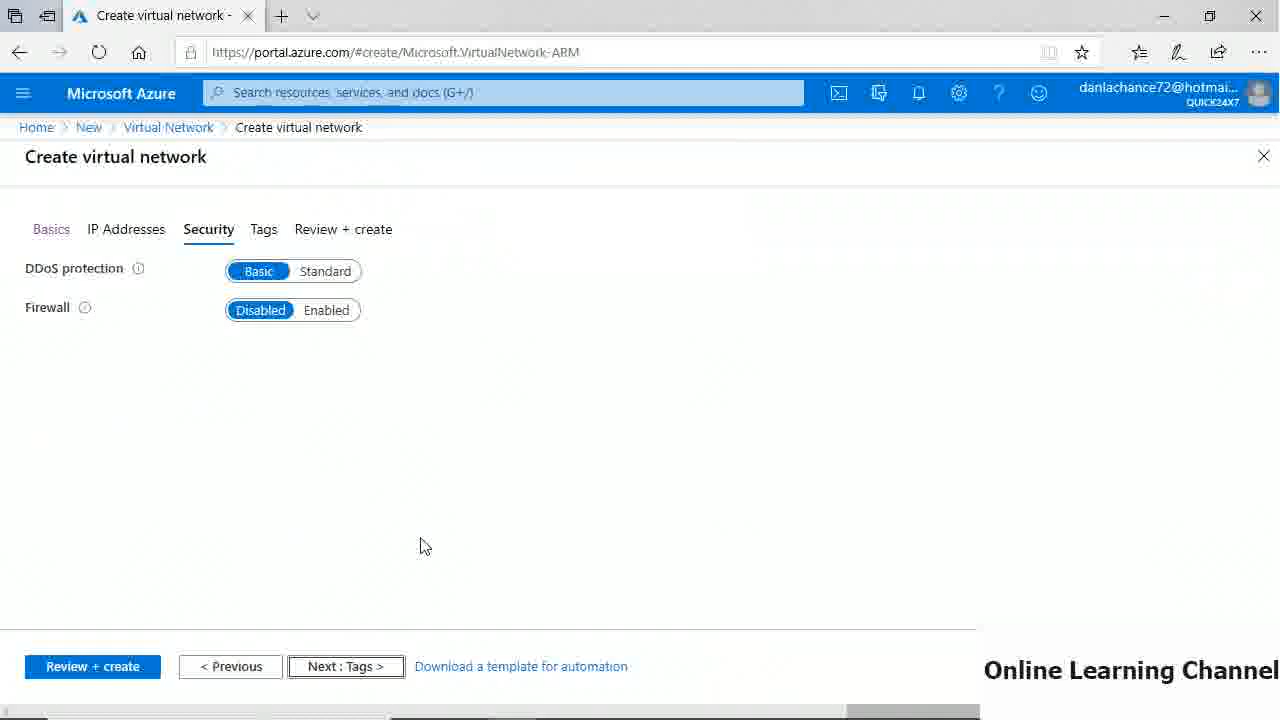 Create virtual network -
https://portal.azure.com/#create/Microsoft.VirtualNetwork-ARM
Microsoft Azure
Search resources, services, and docs (G+/)
danlachance72@hotmai...
QUICK24X7
Home > New > Virtual Network > Create virtual network
Create virtual network
Basics IP Addresses Security Tags Review + create
DDoS protection Basic Standard
Firewall Disabled Enabled
Review + create < Previous Next : Tags > Download a template for automation
Online Learning Channel